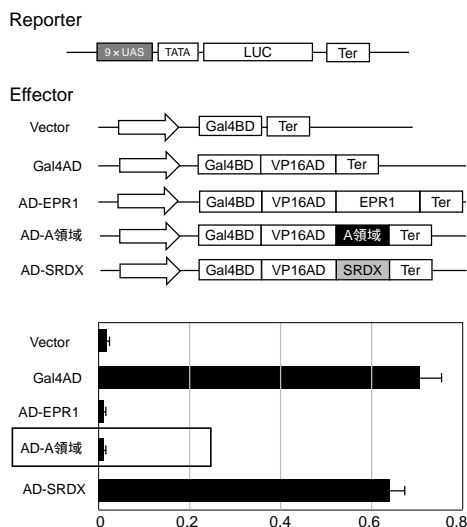 Reporter
9×UAS TATA LUC Ter
Effector
Vector Gal4BD Ter
Gal4AD Gal4BD VP16AD Ter
AD-EPR1 Gal4BD VP16AD EPR1 Ter
AD-A領域 Gal4BD VP16AD A領域 Ter
AD-SRDX Gal4BD VP16AD SRDX Ter
Vector
Gal4AD
AD-EPR1
AD-A領域
AD-SRDX
0 0.2 0.4 0.6 0.8